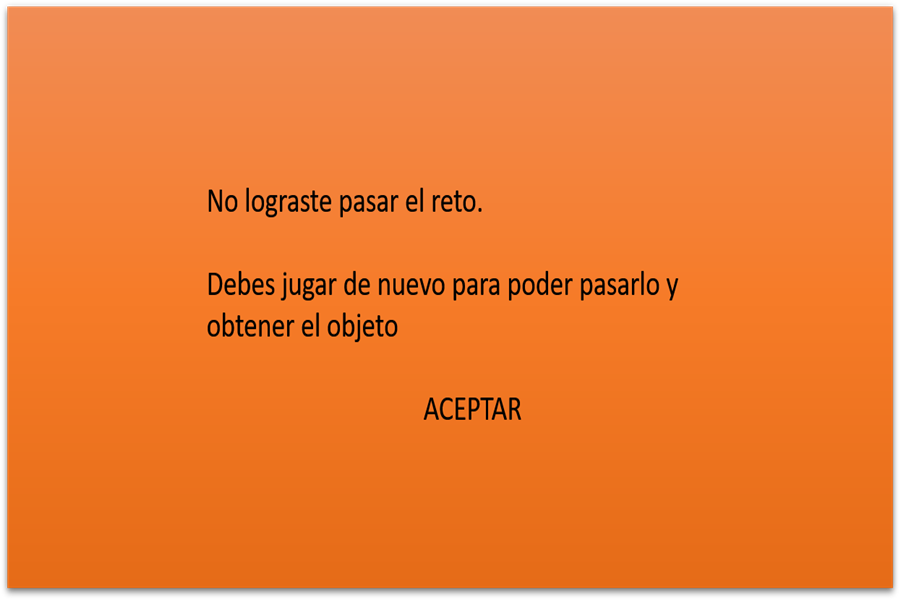 No lograste pasar el reto.
Debes jugar de nuevo para poder pasarlo y
obtener el objeto
ACEPTAR